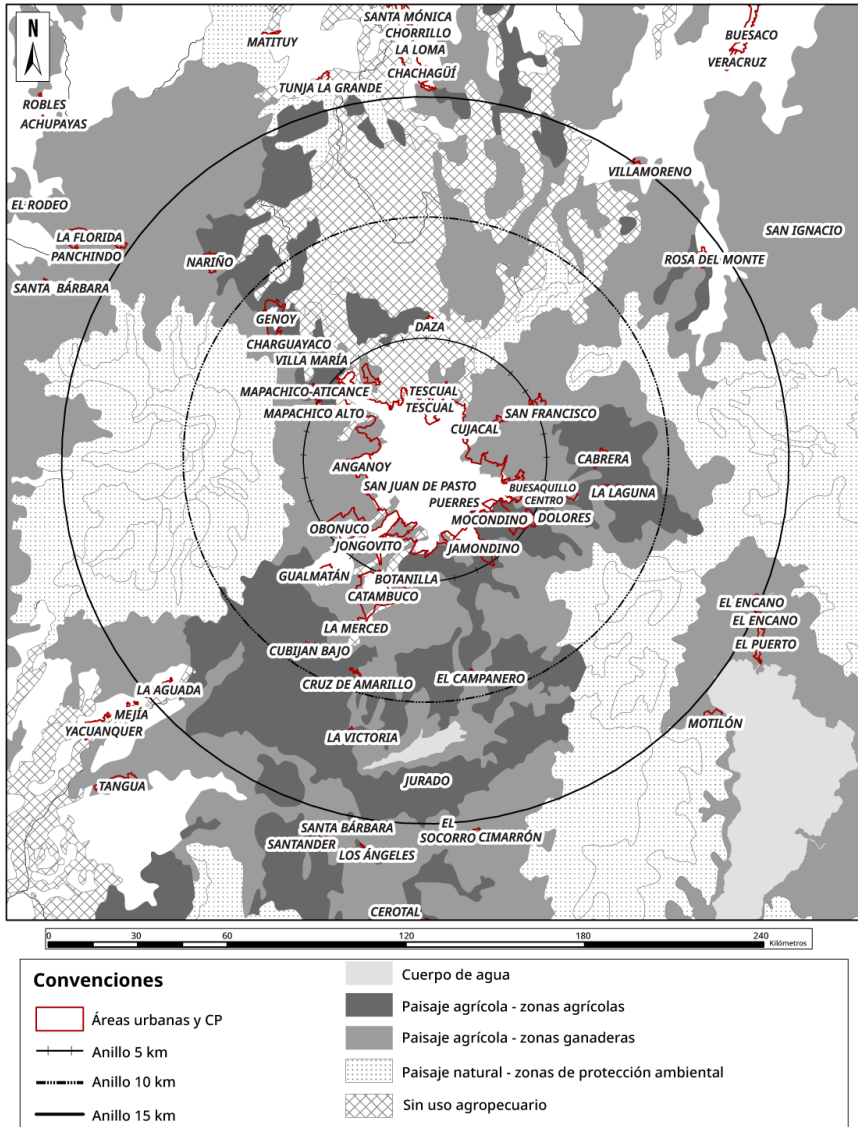 N
SANTA MÓNICA
CHORRILLO
MATITUY
LA LOMA
BUESACO
VERACRUZ
CHACHAGÜÍ
TUNJA LA GRANDE
ROBLES
ACHUPAYAS
VILLAMORENO
EL RODEO
LA FLORIDA
SAN IGNACIO
PANCHINDO
NARIÑO
ROSA DEL MONTE
SANTA BÁRBARA
GENOY
DAZA
CHARGUAYACO
VILLA MARÍA
MAPACHICO-ATICANCE
TESCUAL
MAPACHICO ALTO
TESCUAL
SAN FRANCISCO
CUJACAL
ANGANOY
CABRERA
SAN JUAN DE PASTO
BUESAQUILLO
CENTRO
LA LAGUNA
PUERRES
MOCONDINO
DOLORES
OBONUCO
JONGOVITO
JAMONDINO
GUALMATÁN
BOTANILLA
CATAMBUCO
EL ENCANO
LA MERCED
EL ENCANO
EL PUERTO
CUBIJAN BAJO
CRUZ DE AMARILLO
EL CAMPANERO
LA AGUADA
MEJÍA
MOTILÓN
YACUANQUER
LA VICTORIA
TANGUA
JURADO
SANTA BÁRBARA
EL
SOCORRO
CIMARRÓN
SANTANDER
LOS ÁNGELES
CEROTAL
0 30 60 120 180 240
Kilómetros
Convenciones
Áreas urbanas y CP
Anillo 5 km
Anillo 10 km
Anillo 15 km
Cuerpo de agua
Paisaje agrícola - zonas agrícolas
Paisaje agrícola - zonas ganaderas
Paisaje natural - zonas de protección ambiental
Sin uso agropecuario